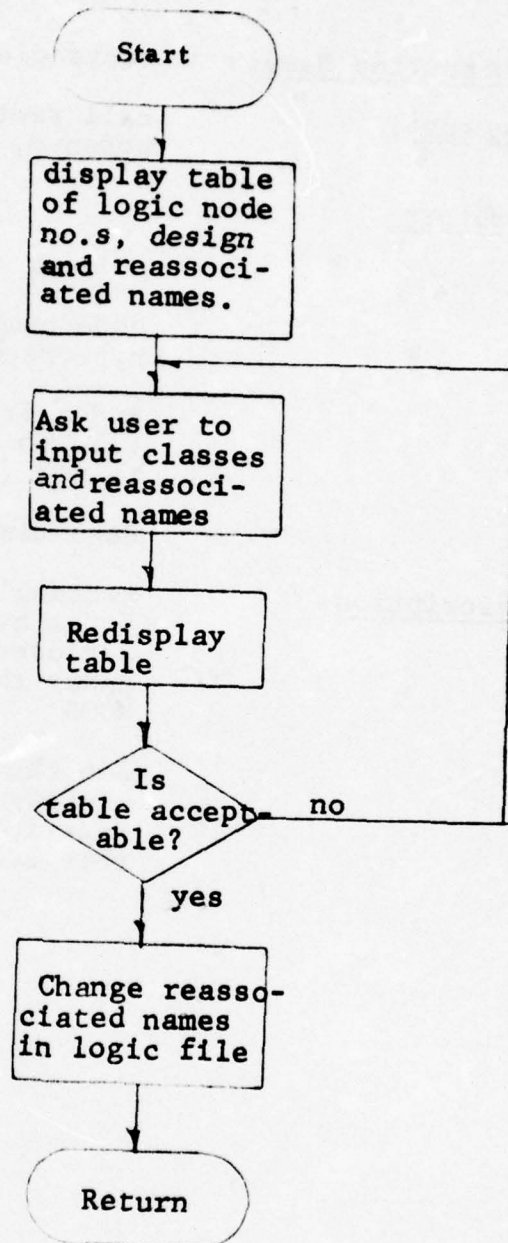 Start
display table
of logic node
no.s, design
and reassoci-
ated names.
Ask user to
input classes
and reassoci-
ated names
Redisplay
table
Is
table accept-
able?
no
yes
Change reasso-
ciated names
in logic file
Return